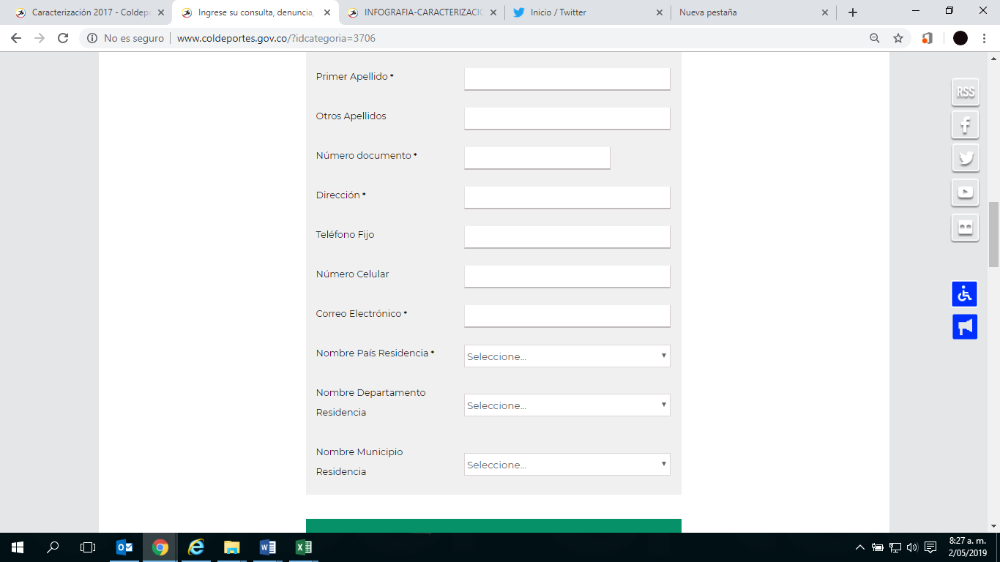 Caracterización 2017 - Coldep
Ingrese su consulta, denuncia,
INFOGRAFIA-CARACTERIZACIO
Inicio / Twitter
Nueva pestaña
No es seguro
www.coldeportes.gov.co/?idcategoria=3706
Primer Apellido *
RSS
Otros Apellidos
Número documento *
Dirección *
Teléfono Fijo
Número Celular
Correo Electrónico *
Nombre País Residencia *
Seleccione...
Nombre Departamento
Residencia
Seleccione...
Nombre Municipio
Residencia
Seleccione...
8:27 a. m.
2/05/2019